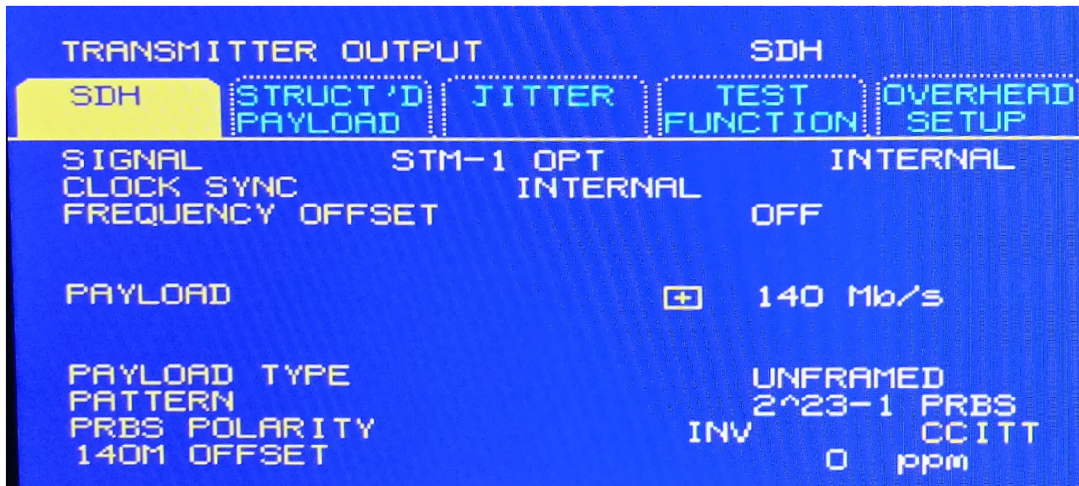 TRANSMITTER OUTPUT SDH
SDH STRUCT'D PAYLOAD JITTER TEST FUNCTION OVERHEAD SETUP
SIGNAL STM-1 OPT INTERNAL
CLOCK SYNC INTERNAL
FREQUENCY OFFSET OFF
PAYLOAD + 140 Mb/s
PAYLOAD TYPE UNFRAMED
PATTERN 2^23-1 PRBS
PRBS POLARITY INV CCITT
140M OFFSET 0 ppm